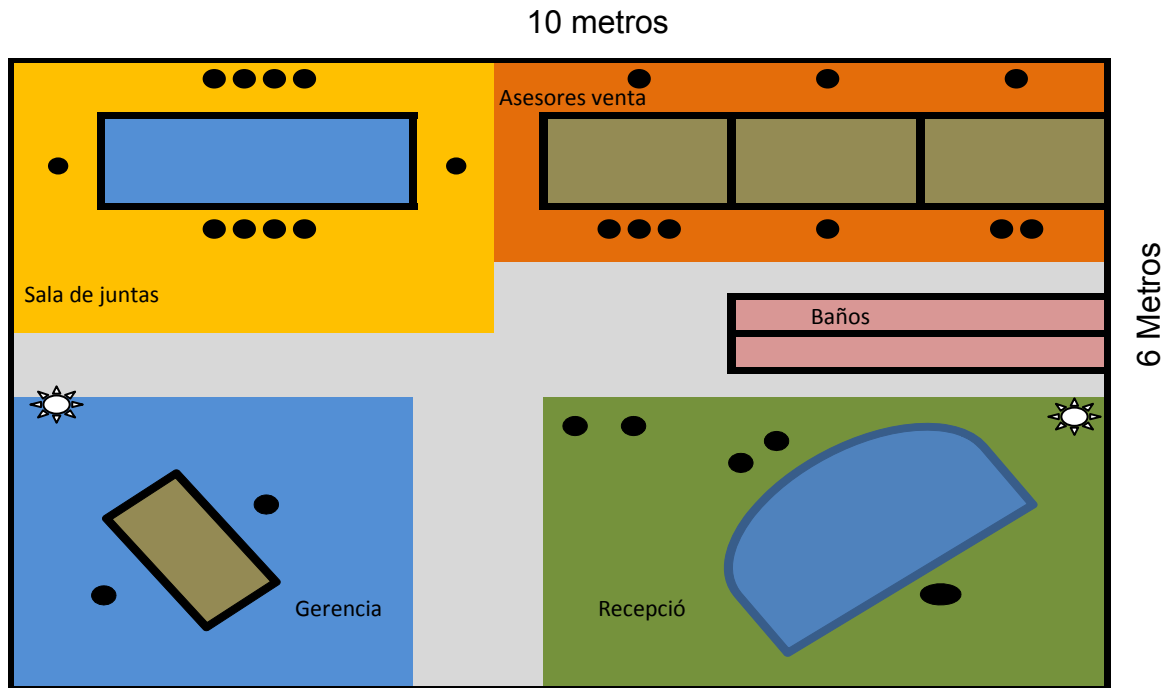 10 metros
Asesores venta
Sala de juntas
Baños
6 Metros
Gerencia
Recepció